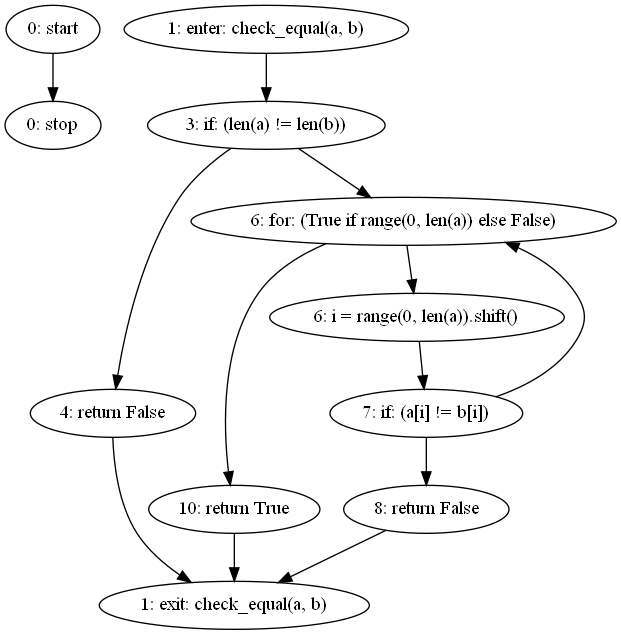 0: start
1: enter: check_equal(a, b)
0: stop
3: if: (len(a) != len(b))
6: for: (True if range(0, len(a)) else False)
6: i = range(0, len(a)).shift()
4: return False
7: if: (a[i] != b[i])
10: return True
8: return False
1: exit: check_equal(a, b)